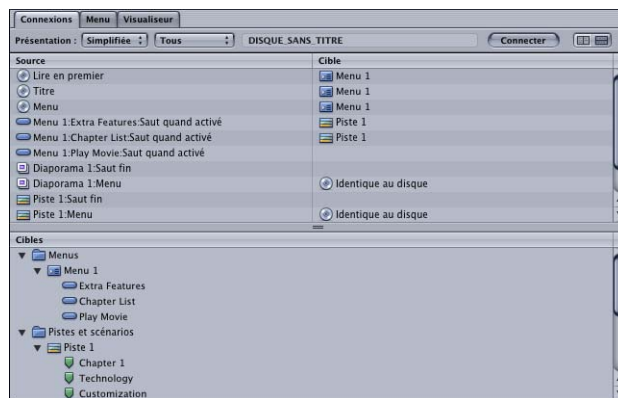 Connexions Menu Visualiseur
Présentation : Simplifiée Tous DISQUE_SANS_TITRE Connecter
Source Cible
Lire en premier Menu 1
Titre Menu 1
Menu Menu 1
Menu 1:Extra Features:Saut quand activé Piste 1
Menu 1:Chapter List:Saut quand activé Piste 1
Menu 1:Play Movie:Saut quand activé
Diaporama 1:Saut fin
Diaporama 1:Menu Identique au disque
Piste 1:Saut fin
Piste 1:Menu Identique au disque
Cibles
Menus
Menu 1
Extra Features
Chapter List
Play Movie
Pistes et scénarios
Piste 1
Chapter 1
Technology
Customization